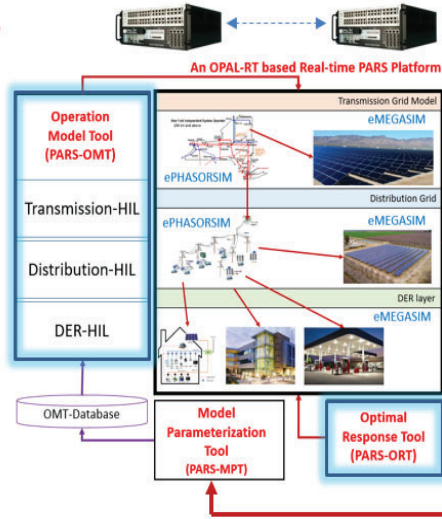 An OPAL-RT based Real-time PARS Platform
Operation
Model Tool
(PARS-OMT)
Transmission-HIL
Distribution-HIL
DER-HIL
OMT-Database
Transmission Grid Model
eMEGASIM
ePHASORSIM
Distribution Grid
ePHASORSIM
eMEGASIM
DER layer
eMEGASIM
Model
Parameterization
Tool
(PARS-MPT)
Optimal
Response Tool
(PARS-ORT)